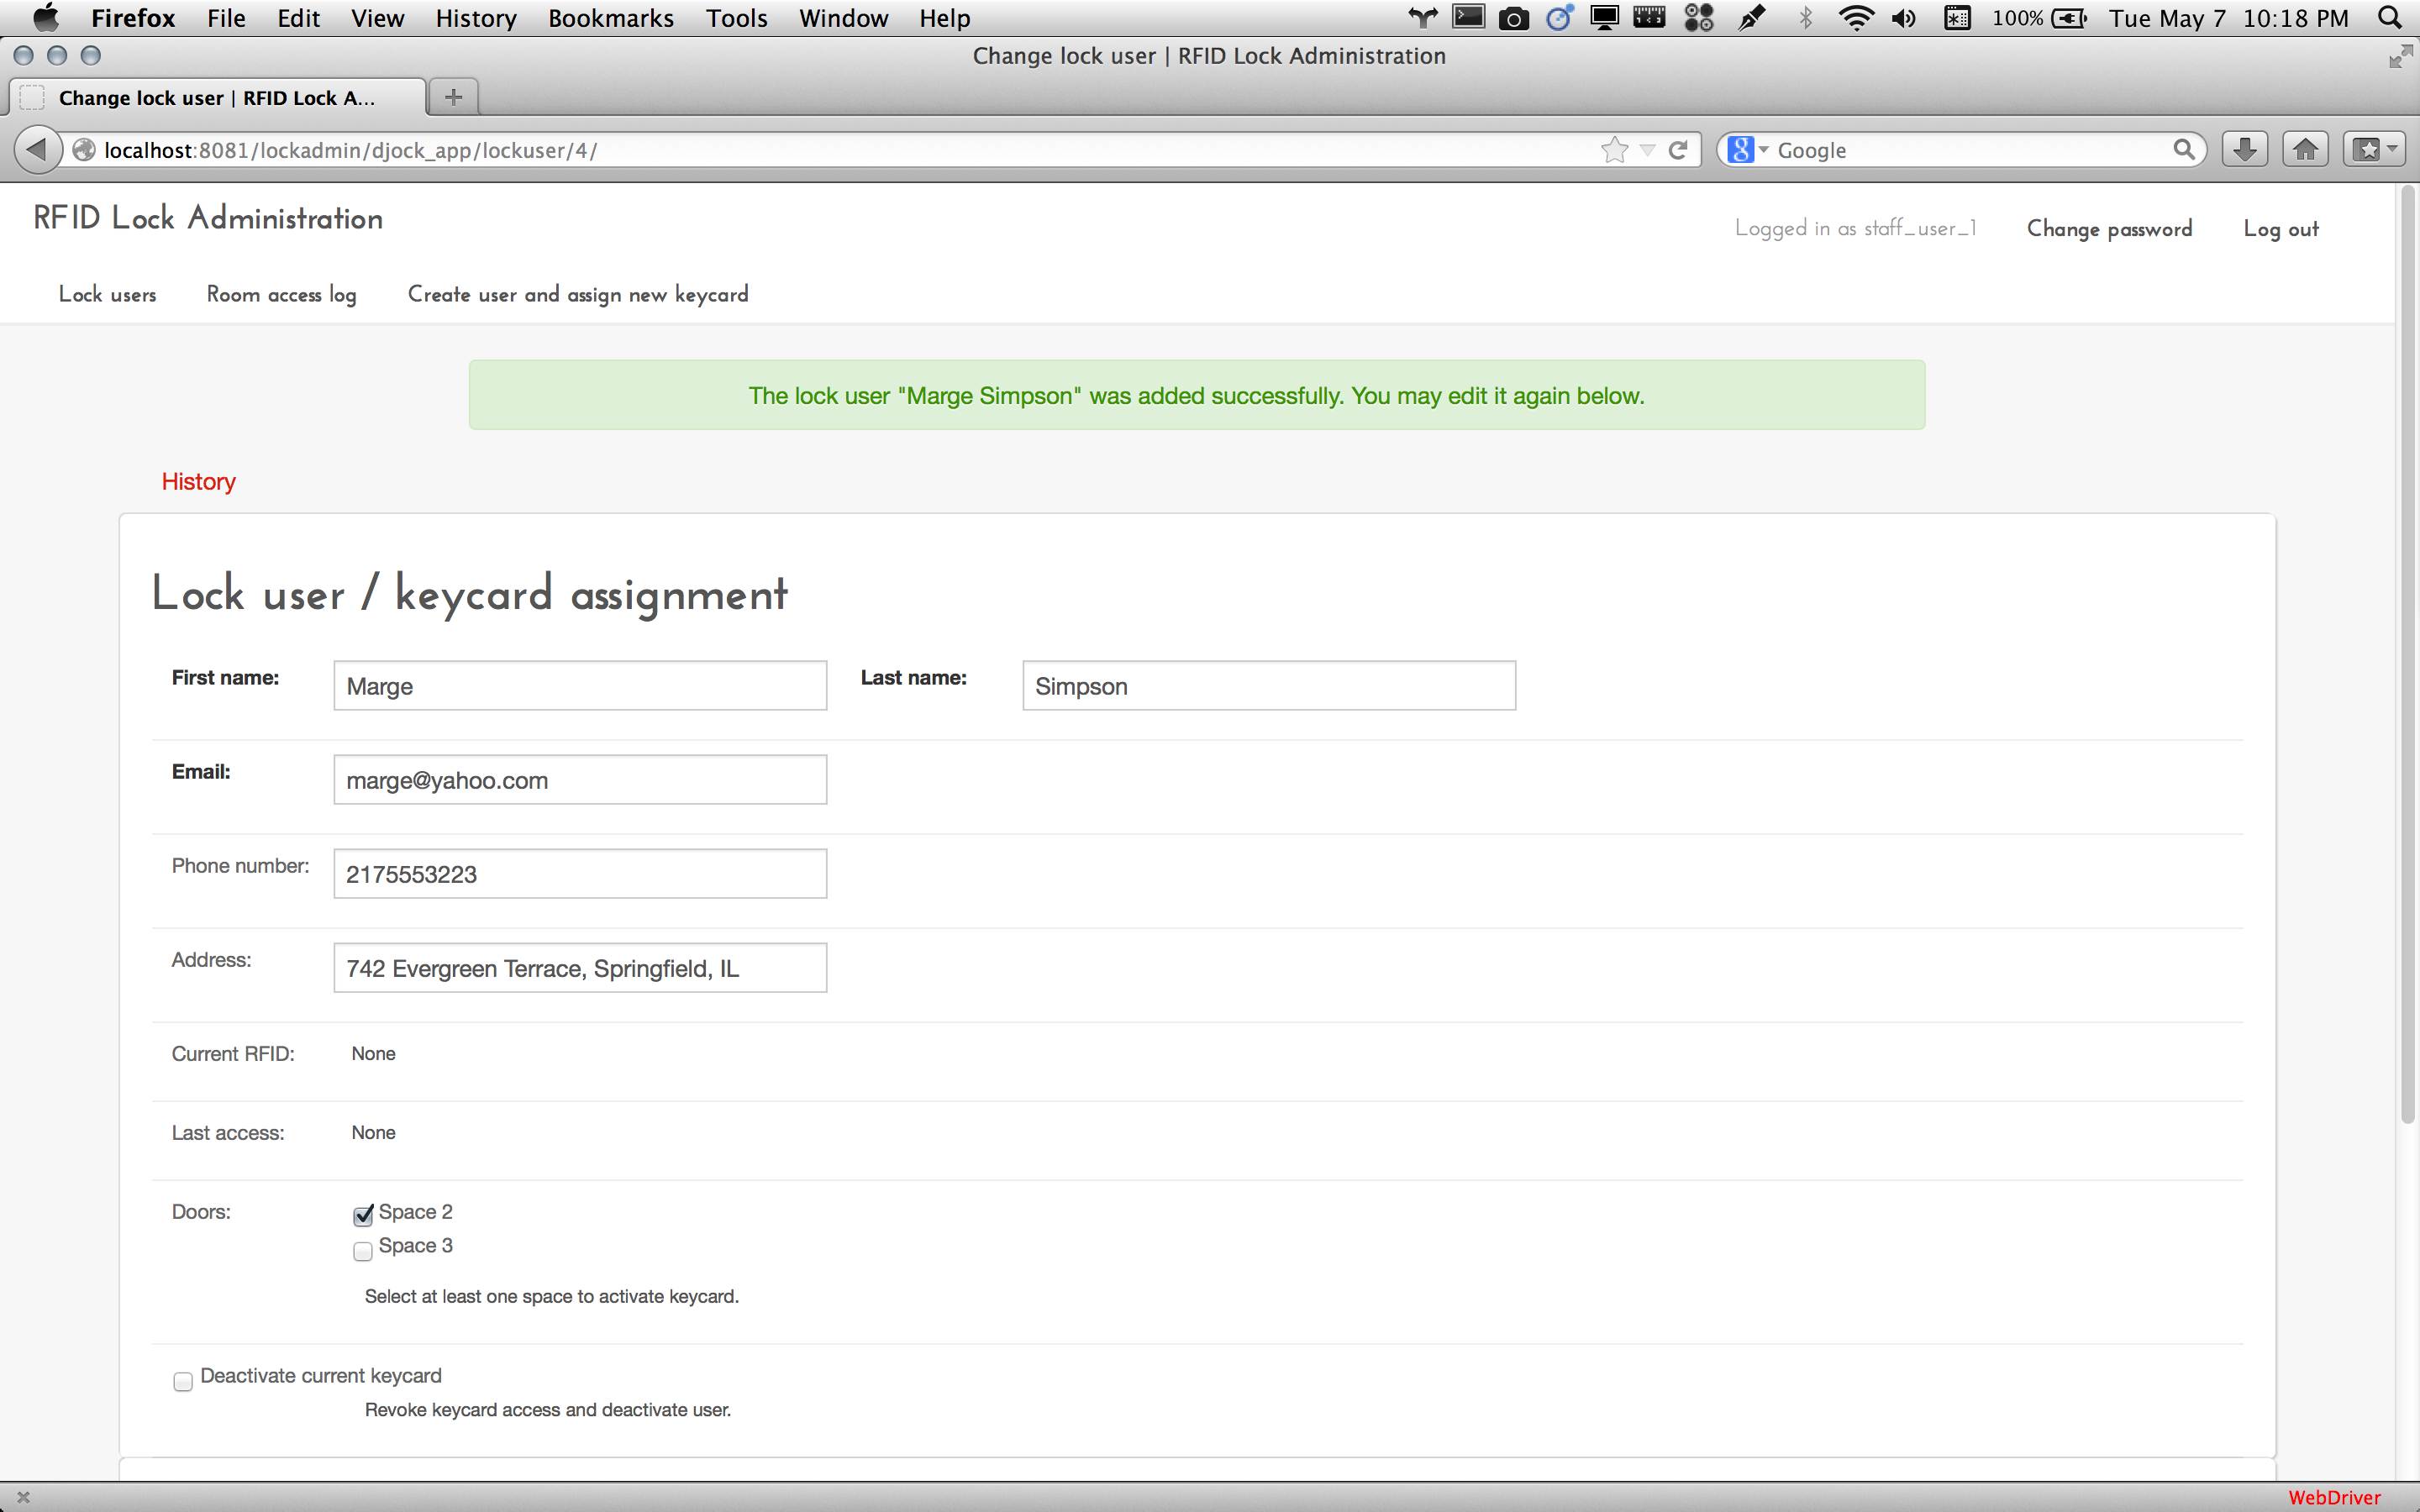 Firefox File Edit View History Bookmarks Tools Window Help 100% Tue May 7 10:18 PM
Change lock user | RFID Lock Administration
Change lock user | RFID Lock A...
localhost:8081/lockadmin/djock_app/lockuser/4/ Google
RFID Lock Administration
Logged in as staff_user_1 Change password Log out
Lock users Room access log Create user and assign new keycard
The lock user "Marge Simpson" was added successfully. You may edit it again below.
History
Lock user / keycard assignment
First name: Marge Last name: Simpson
Email: marge@yahoo.com
Phone number: 2175553223
Address: 742 Evergreen Terrace, Springfield, IL
Current RFID: None
Last access: None
Doors: Space 2
Space 3
Select at least one space to activate keycard.
Deactivate current keycard
Revoke keycard access and deactivate user.
WebDriver